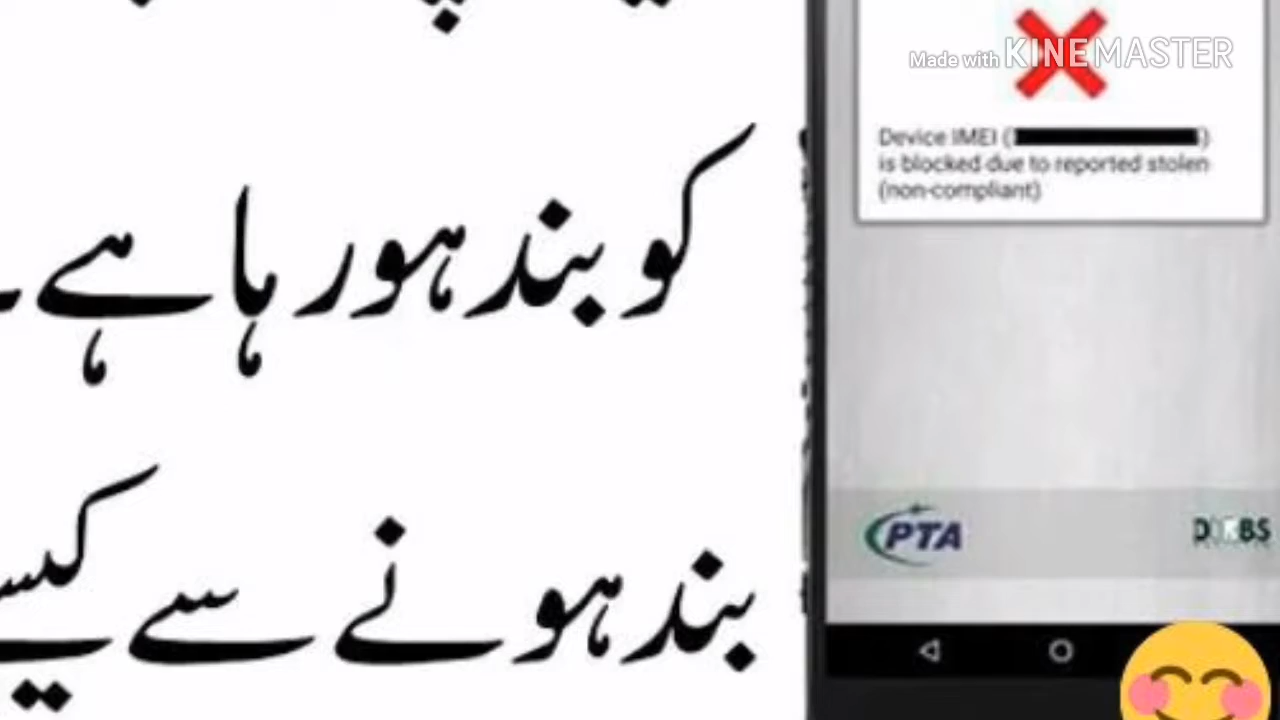 کو بند ہو رہا ہے۔
بند ہونے سے
Made with KINEMASTER
Device IMEI (
)
is blocked due to reported stolen
(non-compliant)
PTA